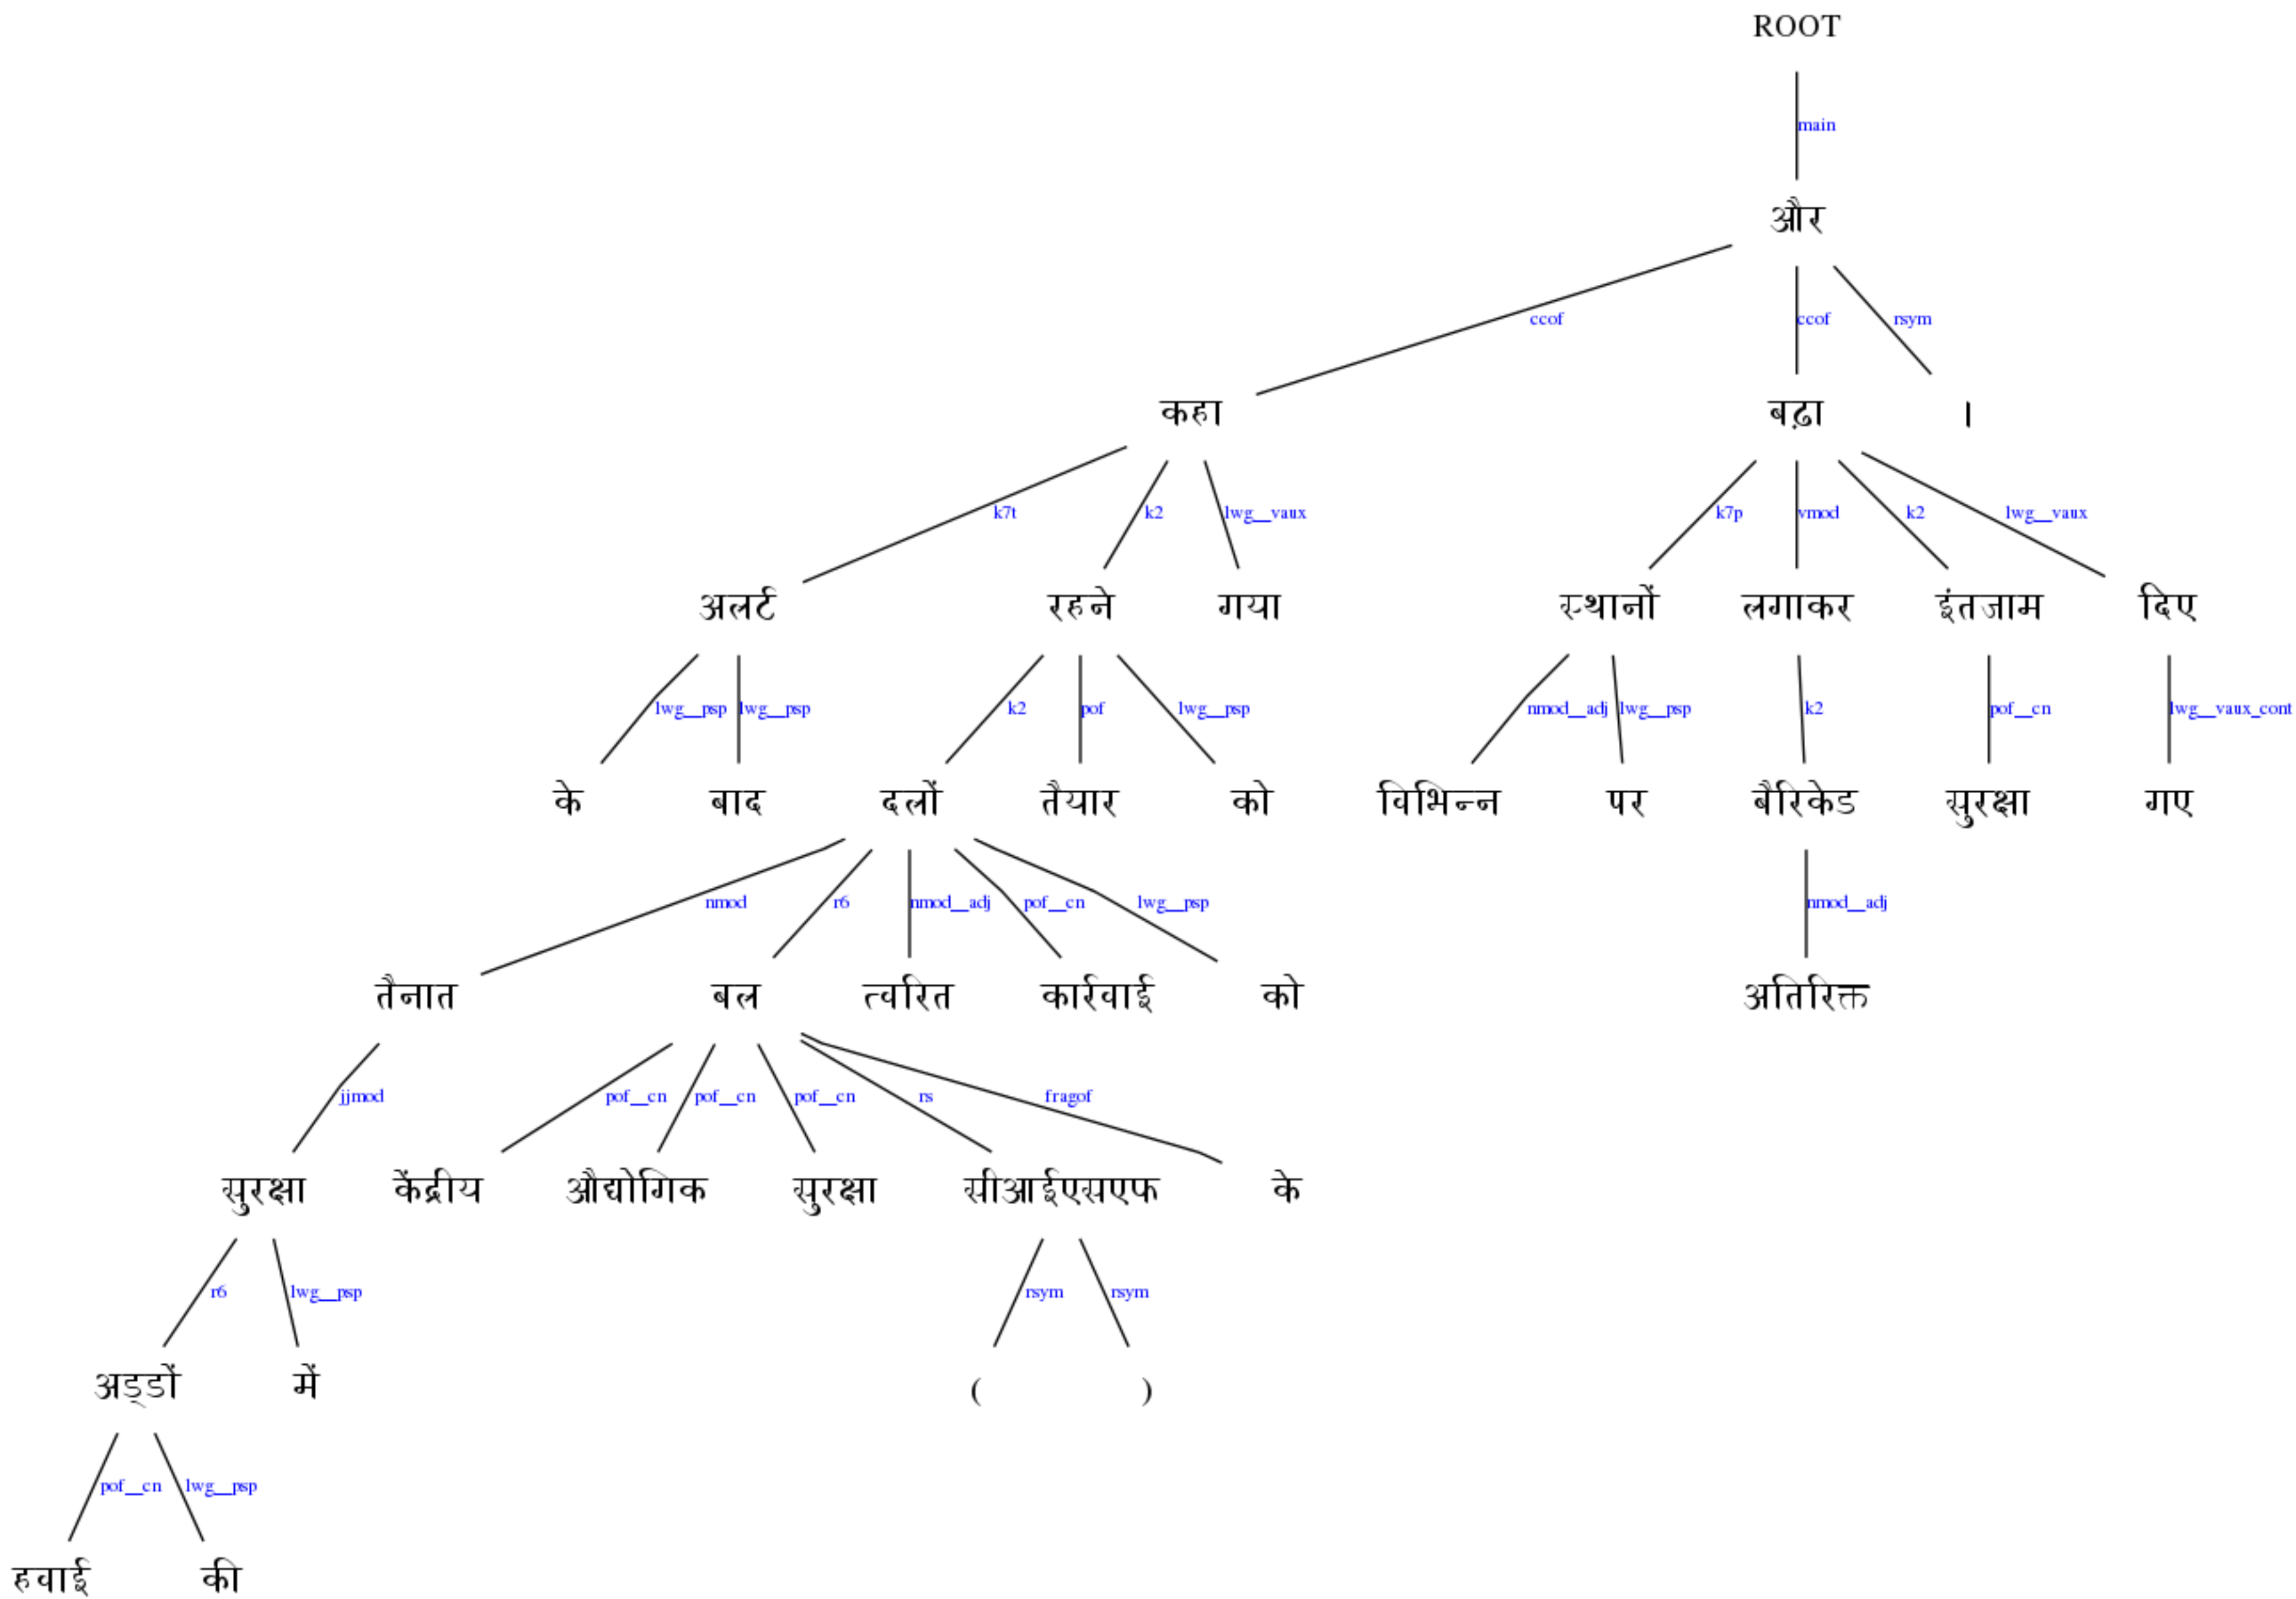 ROOT
main
और
ccof ccof rsym
कहा बढ़ा ।
k7t k2 lwg__vaux k7p vmod k2 lwg__vaux
अलर्ट रहने गया स्थानों लगाकर इंतजाम दिए
lwg__psp lwg__psp k2 pof lwg__psp nmod__adj lwg__psp k2 pof__cn lwg__vaux_cont
के बाद दलों तैयार को विभिन्न पर बैरिकेड सुरक्षा गए
nmod r6 nmod__adj pof__cn lwg__psp nmod__adj
तैनात बल त्वरित कार्रवाई को अतिरिक्त
jjmod pof__cn pof__cn pof__cn rs fragof
सुरक्षा केंद्रीय औद्योगिक सुरक्षा सीआईएसएफ के
r6 lwg__psp rsym rsym
अड्डों में ( )
pof__cn lwg__psp
हवाई की